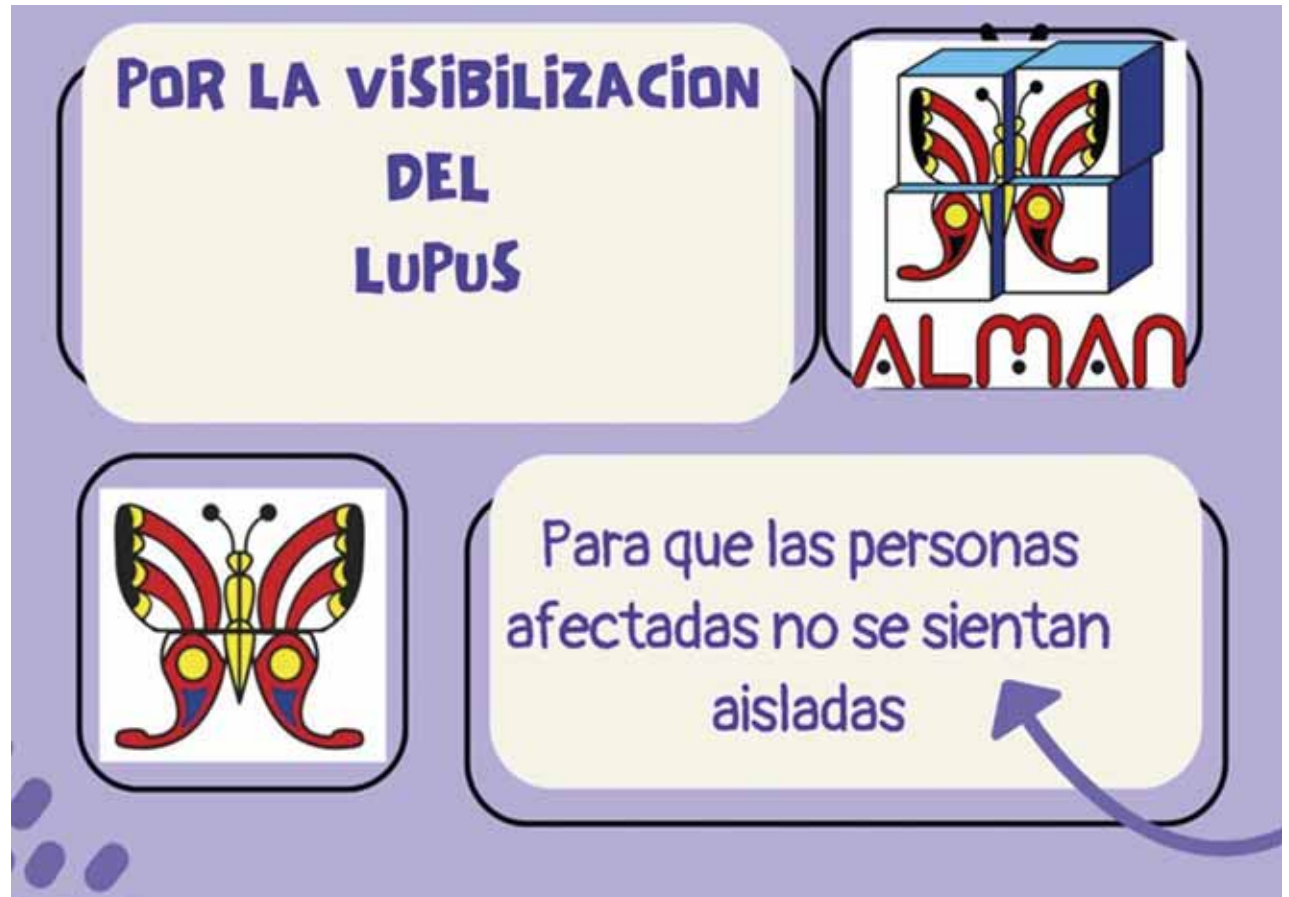 POR LA ViSiBiLiZACiON
DEL
LuPuS
ALMAN
Para que las personas
afectadas no se sientan
aisladas